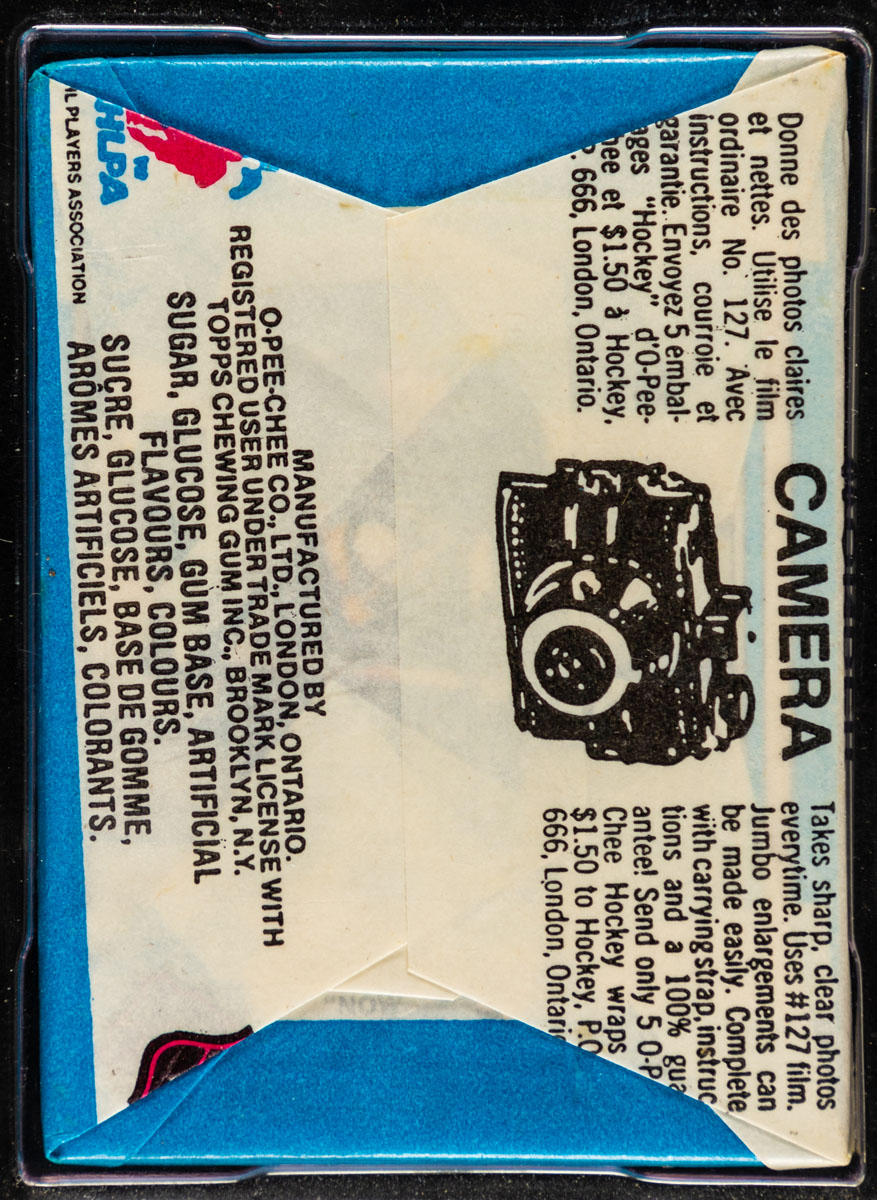 Donne des photos claires
et nettes. Utilise le film
ordinaire No. 127. Avec
instructions, courroie et
garantie. Envoyez 5 embal-
ages "Hockey" d'O-Pee-
hee et $1.50 à Hockey,
. 666, London, Ontario.
CAMERA
Takes sharp, clear photos
everytime. Uses #127 film.
Jumbo enlargements can
be made easily. Complete
with carrying strap, instruc
tions and a 100% gua
antee! Send only 5 O-P
Chee Hockey wraps
$1.50 to Hockey, P.O
666, London, Ontari
MANUFACTURED BY
O-PEE-CHEE CO., LTD., LONDON, ONTARIO.
REGISTERED USER UNDER TRADE MARK LICENSE WITH
TOPPS CHEWING GUM INC., BROOKLYN, N.Y.
SUGAR, GLUCOSE, GUM BASE, ARTIFICIAL
FLAVOURS, COLOURS.
SUCRE, GLUCOSE, BASE DE GOMME,
ARÔMES ARTIFICIELS, COLORANTS.
HLPA
TM
L PLAYERS ASSOCIATION